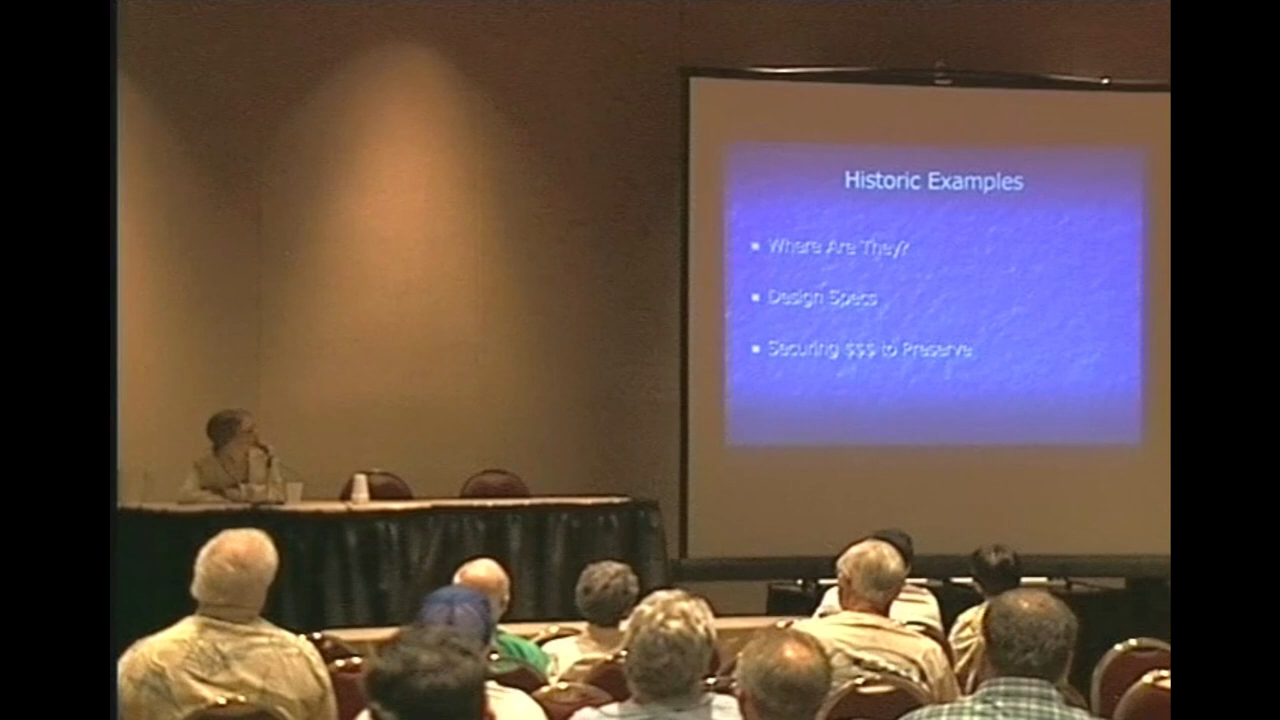 Historic Examples
Where Are They?
Design Specs
Securing $$$ to Preserve